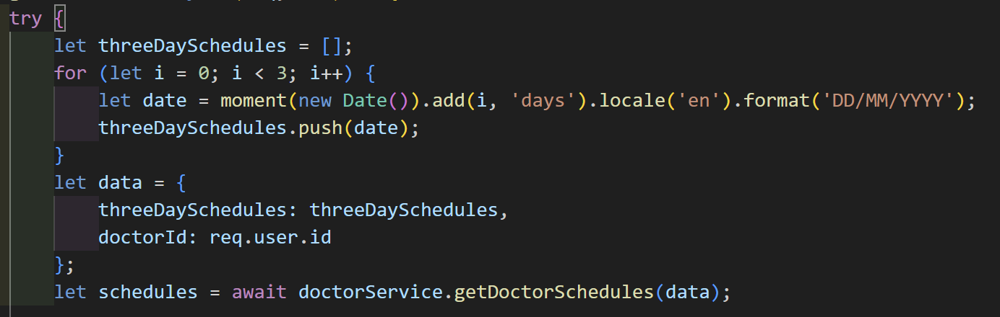 try {
    let threeDaySchedules = [];
    for (let i = 0; i < 3; i++) {
        let date = moment(new Date()).add(i, 'days').locale('en').format('DD/MM/YYYY');
        threeDaySchedules.push(date);
    }
    let data = {
        threeDaySchedules: threeDaySchedules,
        doctorId: req.user.id
    };
    let schedules = await doctorService.getDoctorSchedules(data);